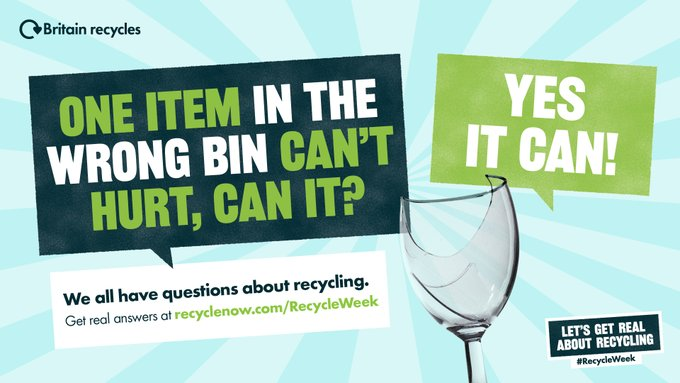 Britain recycles
ONE ITEM IN THE
WRONG BIN CAN'T
HURT, CAN IT?
YES
IT CAN!
We all have questions about recycling.
Get real answers at recyclenow.com/RecycleWeek
LET'S GET REAL
ABOUT RECYCLING
#RecycleWeek